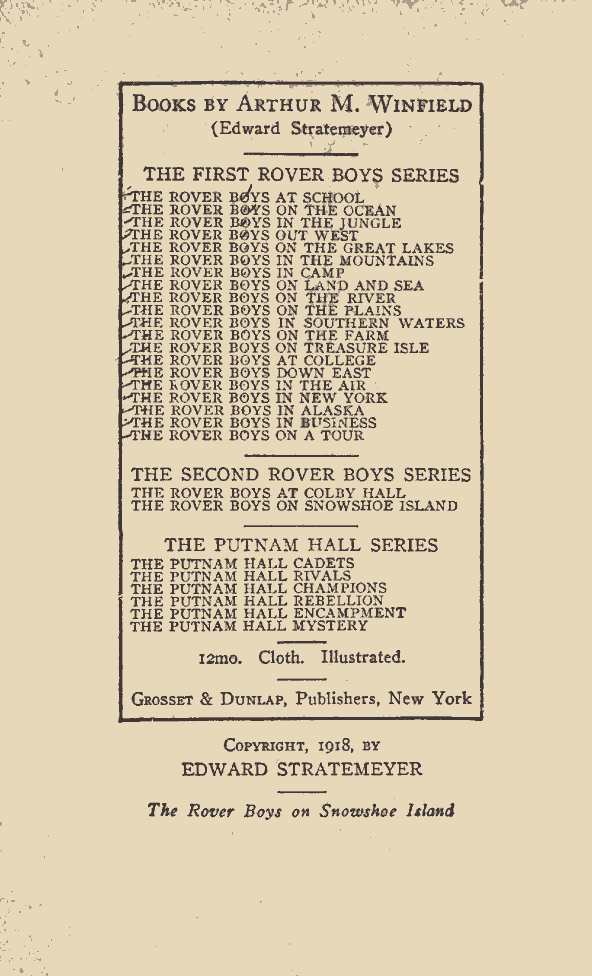 BOOKS BY ARTHUR M. WINFIELD
(Edward Stratemeyer)
THE FIRST ROVER BOYS SERIES
THE ROVER BOYS AT SCHOOL
THE ROVER BOYS ON THE OCEAN
THE ROVER BOYS IN THE JUNGLE
THE ROVER BOYS OUT WEST
THE ROVER BOYS ON THE GREAT LAKES
THE ROVER BOYS IN THE MOUNTAINS
THE ROVER BOYS IN CAMP
THE ROVER BOYS ON LAND AND SEA
THE ROVER BOYS ON THE RIVER
THE ROVER BOYS ON THE PLAINS
THE ROVER BOYS IN SOUTHERN WATERS
THE ROVER BOYS ON THE FARM
THE ROVER BOYS ON TREASURE ISLE
THE ROVER BOYS AT COLLEGE
THE ROVER BOYS DOWN EAST
THE ROVER BOYS IN THE AIR
THE ROVER BOYS IN NEW YORK
THE ROVER BOYS IN ALASKA
THE ROVER BOYS IN BUSINESS
THE ROVER BOYS ON A TOUR
THE SECOND ROVER BOYS SERIES
THE ROVER BOYS AT COLBY HALL
THE ROVER BOYS ON SNOWSHOE ISLAND
THE PUTNAM HALL SERIES
THE PUTNAM HALL CADETS
THE PUTNAM HALL RIVALS
THE PUTNAM HALL CHAMPIONS
THE PUTNAM HALL REBELLION
THE PUTNAM HALL ENCAMPMENT
THE PUTNAM HALL MYSTERY
12mo. Cloth. Illustrated.
GROSSET & DUNLAP, Publishers, New York
COPYRIGHT, 1918, BY
EDWARD STRATEMEYER
The Rover Boys on Snowshoe Island